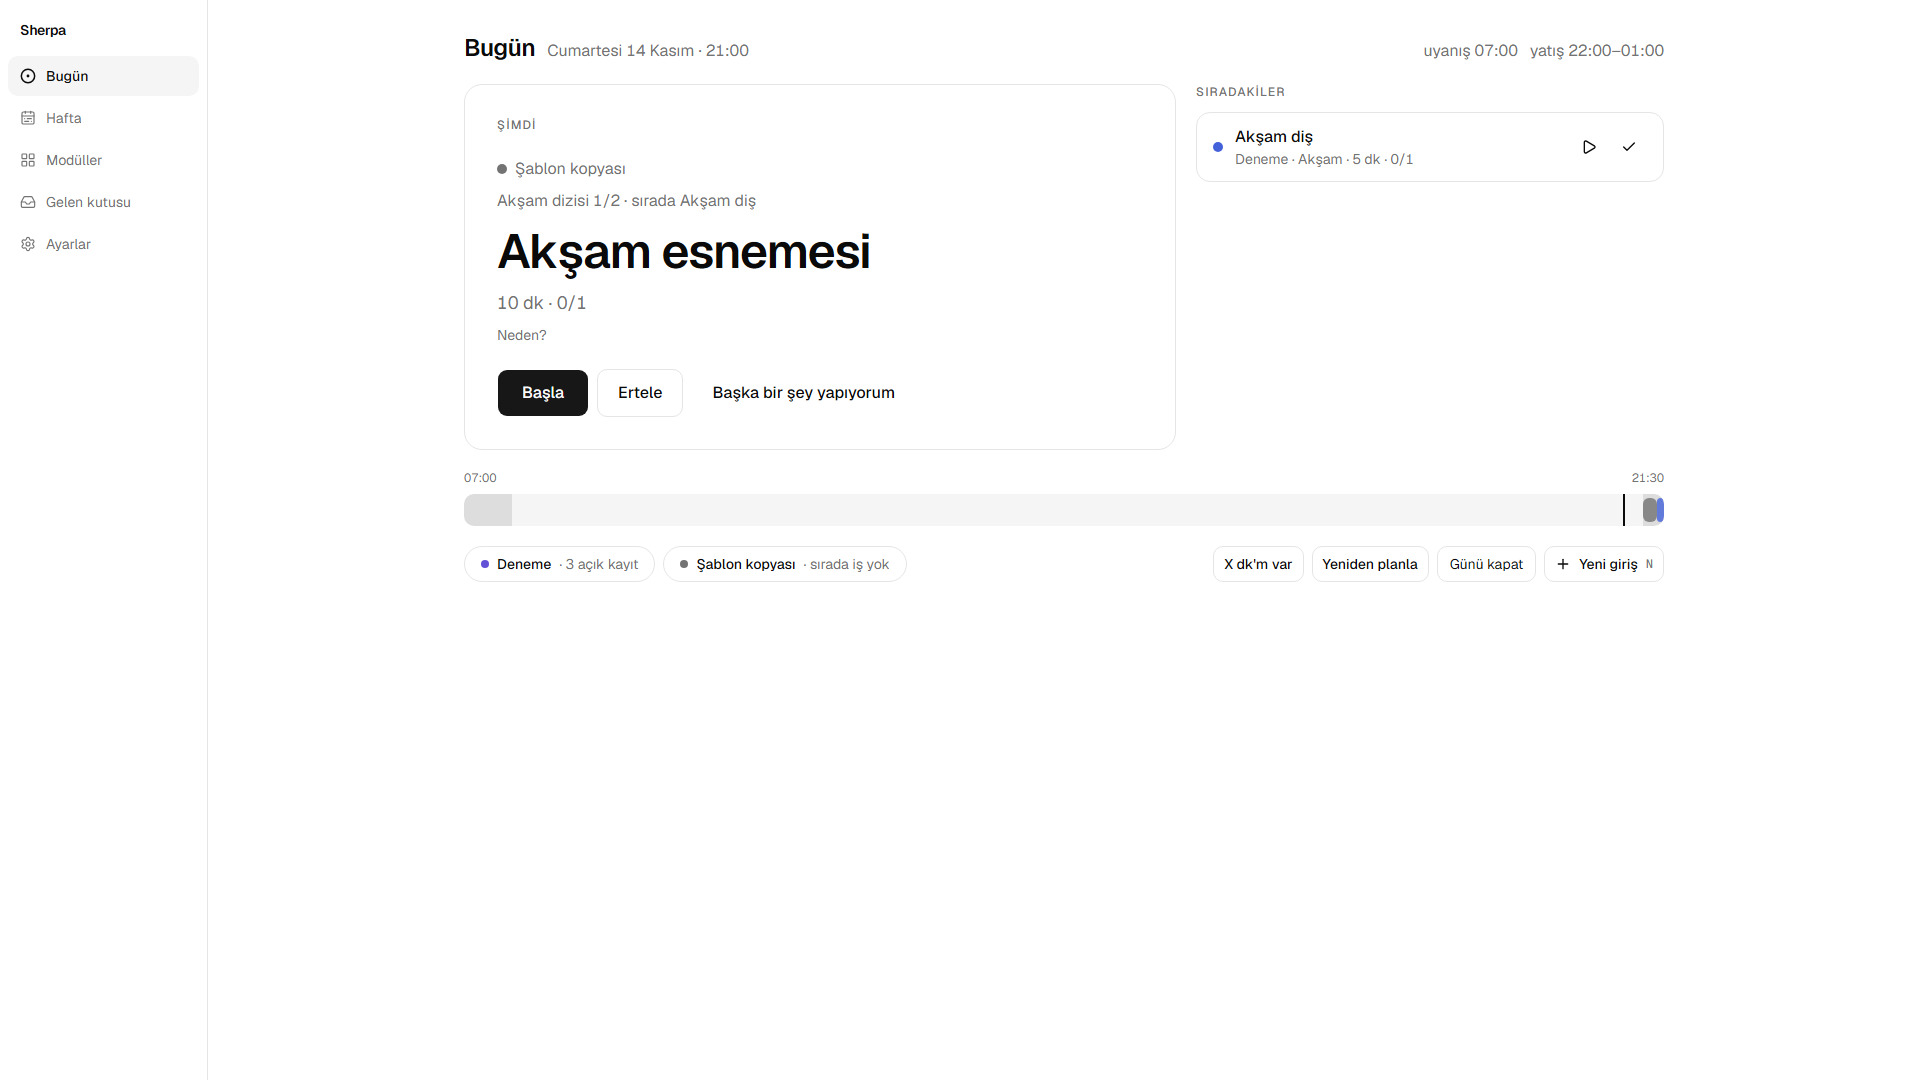 Sherpa
Bugün
Hafta
Modüller
Gelen kutusu
Ayarlar
Bugün Cumartesi 14 Kasım · 21:00
uyanış 07:00 yatış 22:00–01:00
ŞİMDİ
Şablon kopyası
Akşam dizisi 1/2 · sırada Akşam diş
Akşam esnemesi
10 dk · 0/1
Neden?
Başla Ertele Başka bir şey yapıyorum
SIRADAKİLER
Akşam diş
Deneme · Akşam · 5 dk · 0/1
07:00 21:30
Deneme · 3 açık kayıt Şablon kopyası · sırada iş yok
X dk'm var Yeniden planla Günü kapat Yeni giriş N